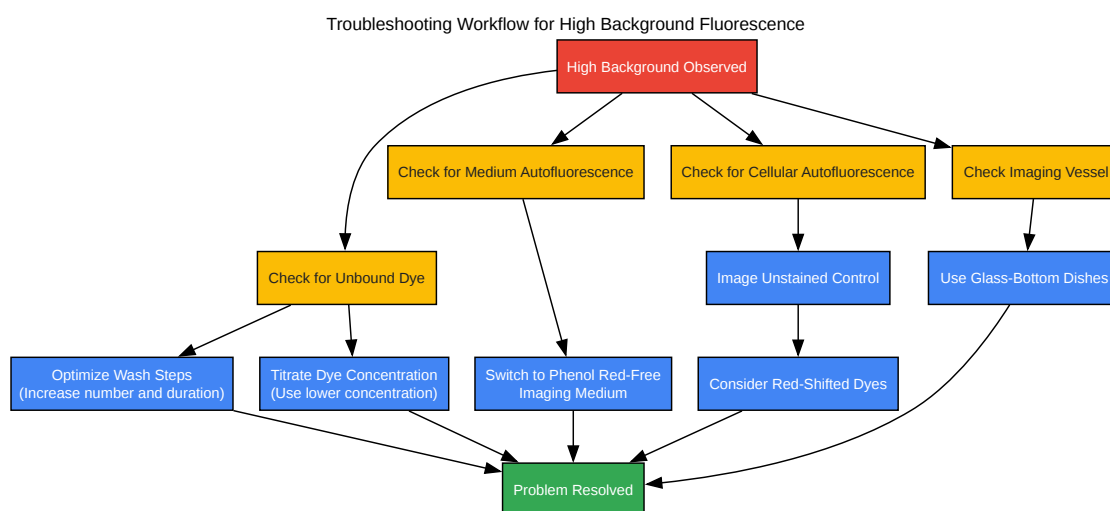 Troubleshooting Workflow for High Background Fluorescence
High Background Observed
Check for Medium Autofluorescence
Check for Cellular Autofluorescence
Check Imaging Vessel
Check for Unbound Dye
Image Unstained Control
Use Glass-Bottom Dishes
Optimize Wash Steps
(Increase number and duration)
Titrate Dye Concentration
(Use lower concentration)
Switch to Phenol Red-Free
Imaging Medium
Consider Red-Shifted Dyes
Problem Resolved